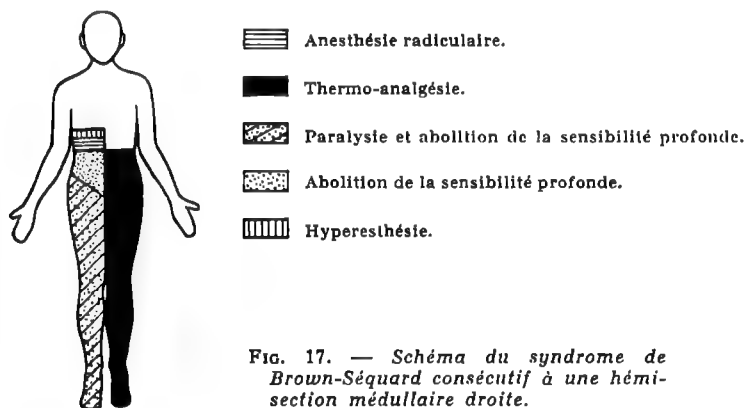 Anesthésie radiculaire.
Thermo-analgésie.
Paralysie et abolition de la sensibilité profonde.
Abolition de la sensibilité profonde.
Hyperesthésie.
FIG. 17. — Schéma du syndrome de
Brown-Séquard consécutif à une hémi-
section médullaire droite.